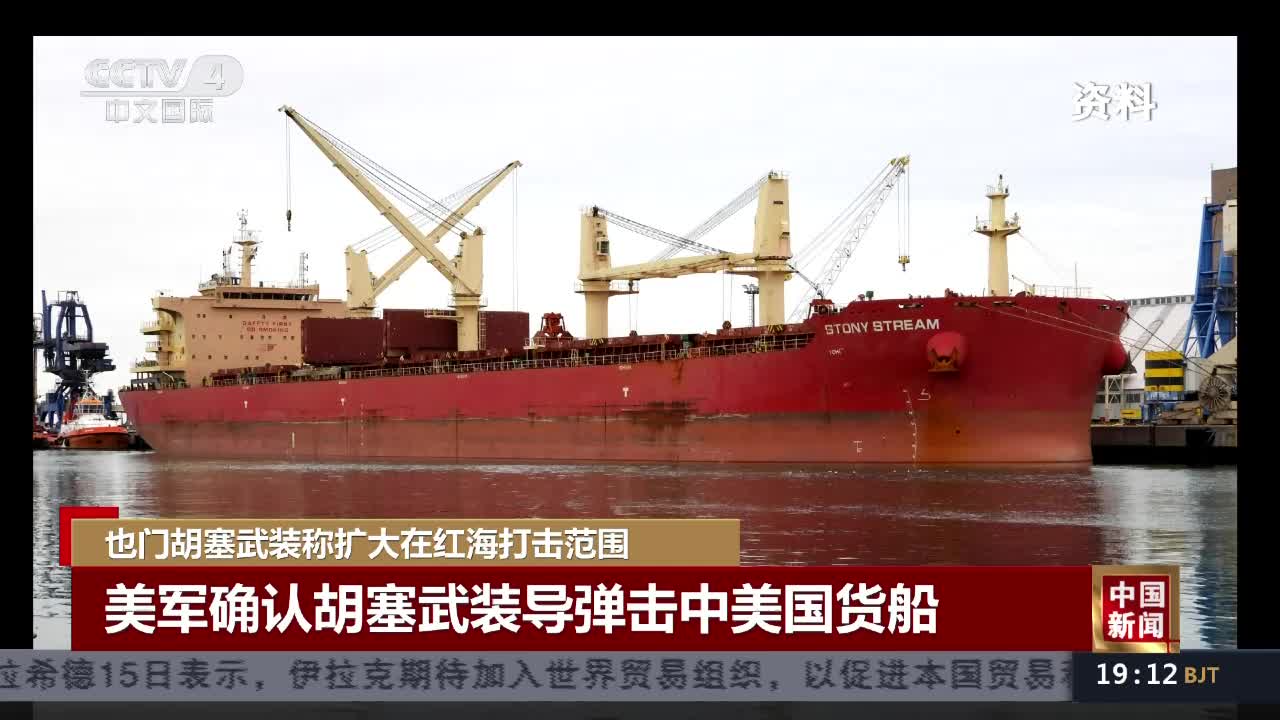 CCTV 4
中文国际
资料
SAFETY FIRST
NO SMOKING
STONY STREAM
也门胡塞武装称扩大在红海打击范围
美军确认胡塞武装导弹击中美国货船
中国
新闻
拉希德15日表示，伊拉克期待加入世界贸易组织，以促进本国贸易
19:12 BJT